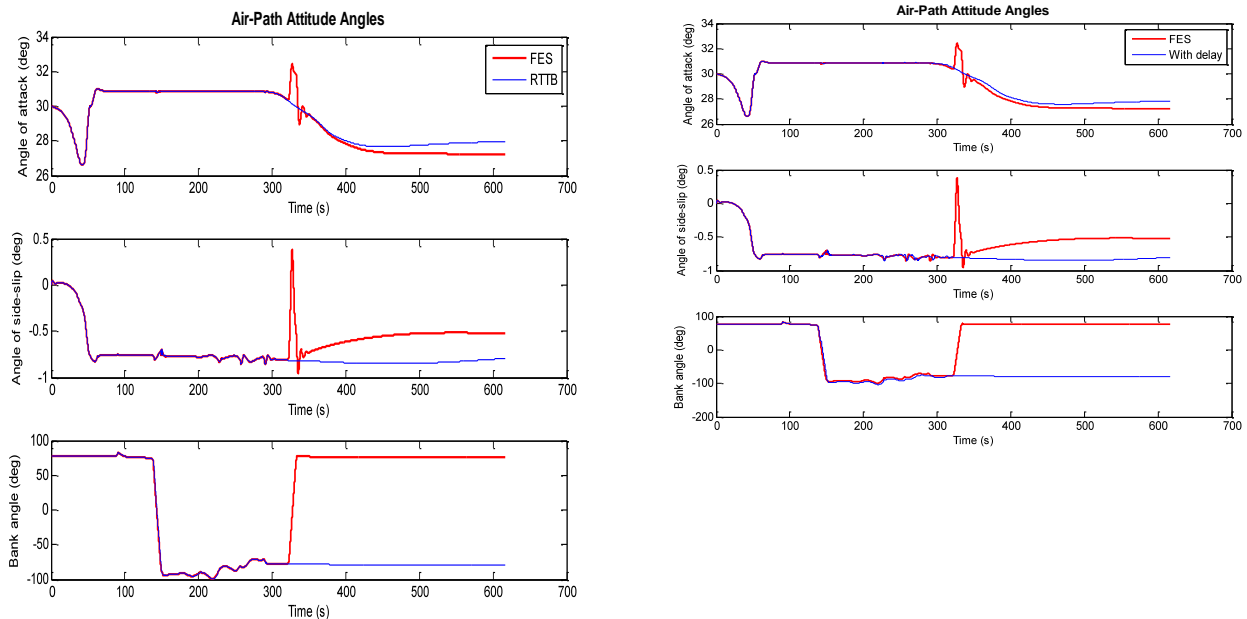 Air-Path Attitude Angles
Angle of attack (deg)
34
32
30
28
26
FES
RTTB
0 100 200 300 400 500 600 700
Time (s)
Angle of side-slip (deg)
0.5
0
-0.5
-1
0 100 200 300 400 500 600 700
Time (s)
Bank angle (deg)
100
50
0
-50
-100
0 100 200 300 400 500 600 700
Time (s)
Air-Path Attitude Angles
Angle of attack (deg)
34
32
30
28
26
FES
With delay
0 100 200 300 400 500 600 700
Time (s)
Angle of side-slip (deg)
0.5
0
-0.5
-1
0 100 200 300 400 500 600 700
Time (s)
Bank angle (deg)
100
0
-100
-200
0 100 200 300 400 500 600 700
Time (s)